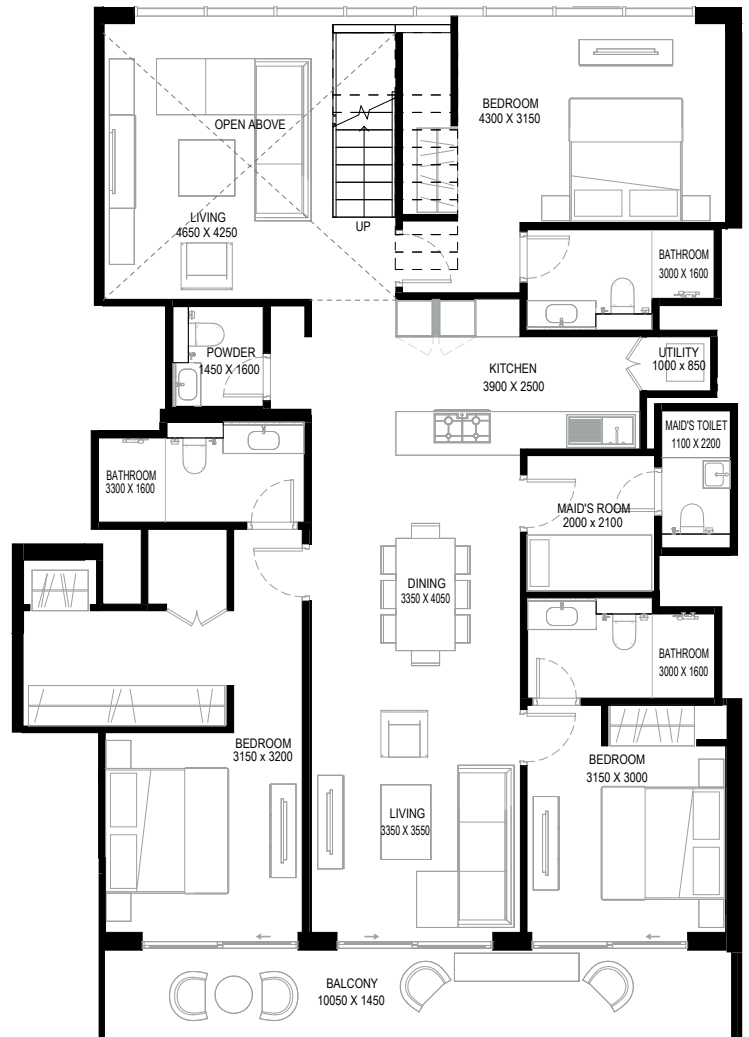 OPEN ABOVE
BEDROOM
4300 X 3150
LIVING
4650 X 4250
UP
BATHROOM
3000 X 1600
POWDER
1450 X 1600
KITCHEN
3900 X 2500
UTILITY
1000 x 850
MAID'S TOILET
1100 X 2200
BATHROOM
3300 X 1600
MAID'S ROOM
2000 x 2100
DINING
3350 X 4050
BATHROOM
3000 X 1600
BEDROOM
3150 x 3200
BEDROOM
3150 X 3000
LIVING
3350 X 3550
BALCONY
10050 X 1450